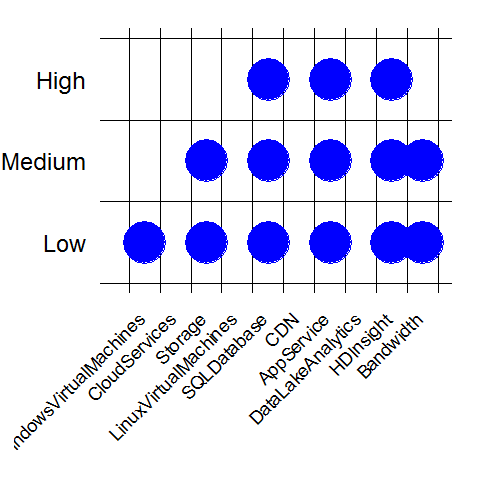 High
Medium
Low
ndowsVirtualMachines
CloudServices
Storage
LinuxVirtualMachines
SQLDatabase
CDN
AppService
DataLakeAnalytics
HDInsight
Bandwidth